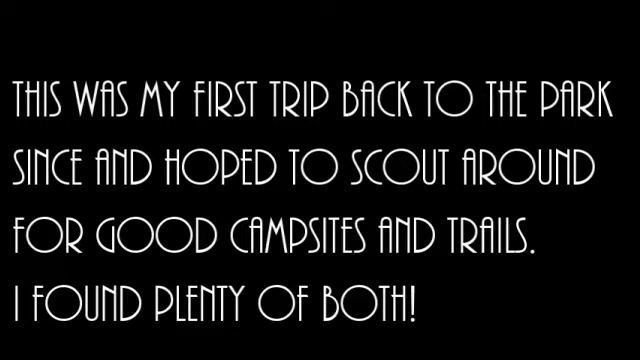 THIS WAS MY FIRST TRIP BACK TO THE PARK
SINCE AND HOPED TO SCOUT AROUND
FOR GOOD CAMPSITES AND TRAILS.
I FOUND PLENTY OF BOTH!